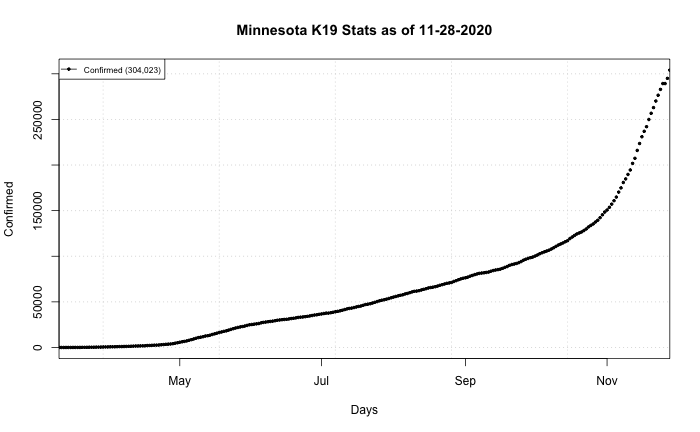 Minnesota K19 Stats as of 11-28-2020
Confirmed (304,023)
Confirmed
250000
150000
50000
0
May
Jul
Sep
Nov
Days